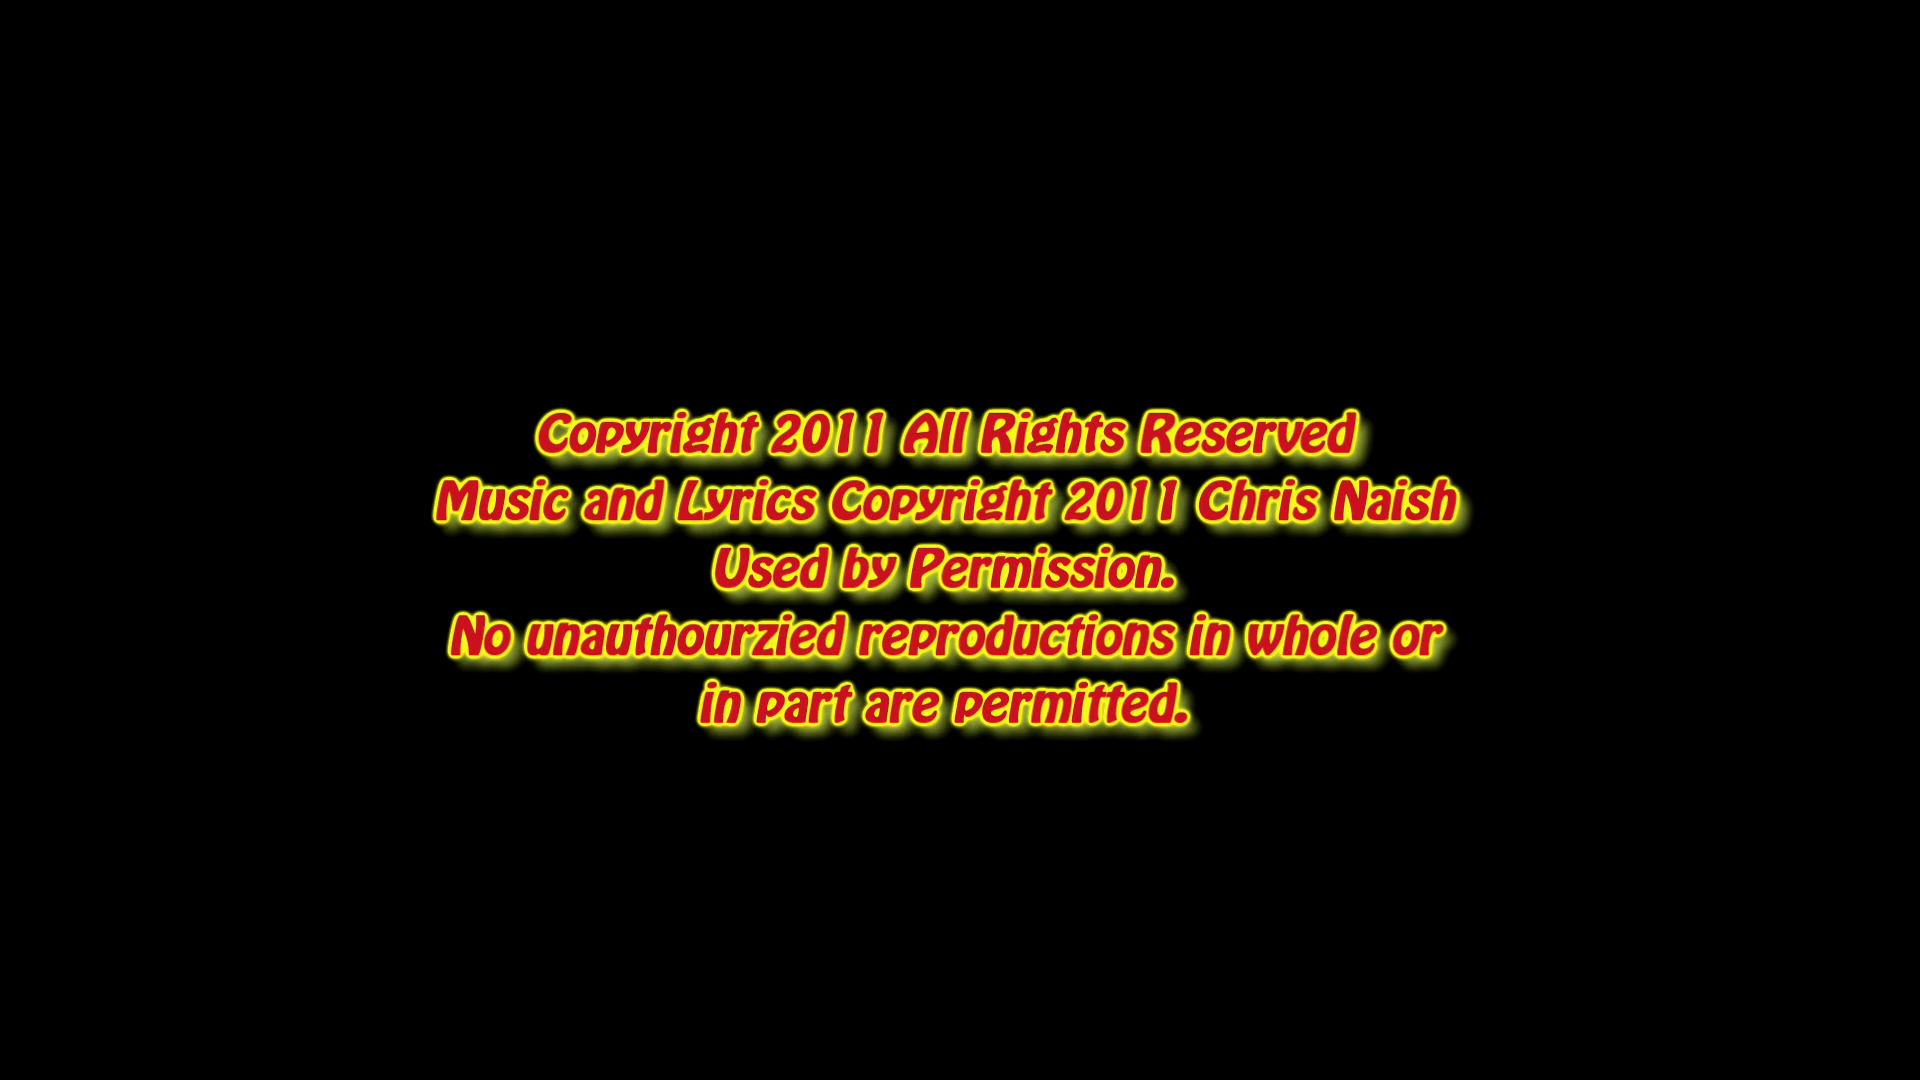 Copyright 2011 All Rights Reserved
Music and Lyrics Copyright 2011 Chris Naish
Used by Permission.
No unauthourzied reproductions in whole or
in part are permitted.